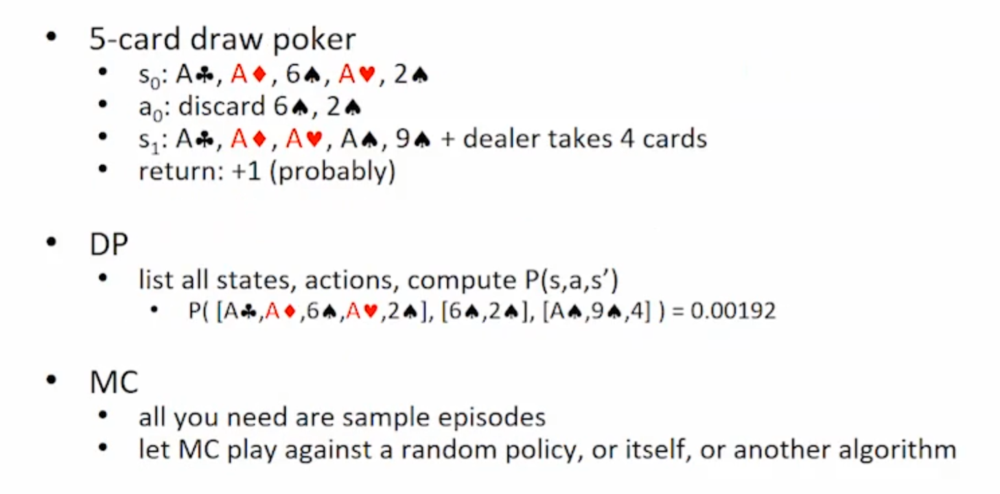 • 5-card draw poker
• s₀: A♣, A♦, 6♠, A♥, 2♠
• a₀: discard 6♠, 2♠
• s₁: A♣, A♦, A♥, A♠, 9♠ + dealer takes 4 cards
• return: +1 (probably)
• DP
• list all states, actions, compute P(s,a,s’)
• P( [A♣,A♦,6♠,A♥,2♠], [6♠,2♠], [A♠,9♠,4] ) = 0.00192
• MC
• all you need are sample episodes
• let MC play against a random policy, or itself, or another algorithm